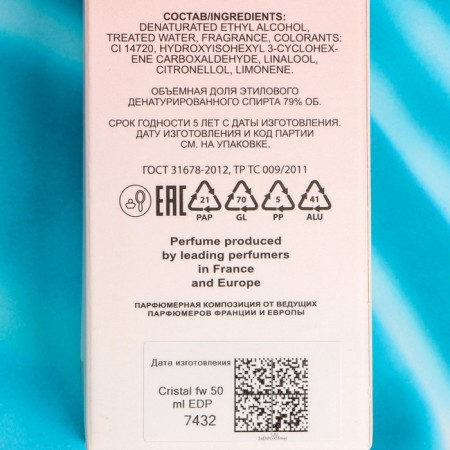 СОСТАВ/INGREDIENTS:
DENATURATED ETHYL ALCOHOL,
TREATED WATER, FRAGRANCE, COLORANTS:
CI 14720, HYDROXYISOHEXYL 3-CYCLOHEX-
ENE CARBOXALDEHYDE, LINALOOL,
CITRONELLOL, LIMONENE.
ОБЪЕМНАЯ ДОЛЯ ЭТИЛОВОГО
ДЕНАТУРИРОВАННОГО СПИРТА 79% ОБ.
СРОК ГОДНОСТИ 5 ЛЕТ С ДАТЫ ИЗГОТОВЛЕНИЯ.
ДАТУ ИЗГОТОВЛЕНИЯ И КОД ПАРТИИ
СМ. НА УПАКОВКЕ.
ГОСТ 31678-2012, ТР ТС 009/2011
EAC 21 70 5 41
PAP GL PP ALU
Perfume produced
by leading perfumers
in France
and Europe
ПАРФЮМЕРНАЯ КОМПОЗИЦИЯ ОТ ВЕДУЩИХ
ПАРФЮМЕРОВ ФРАНЦИИ И ЕВРОПЫ
Дата изготовления
Cristal fw 50
ml EDP
7432